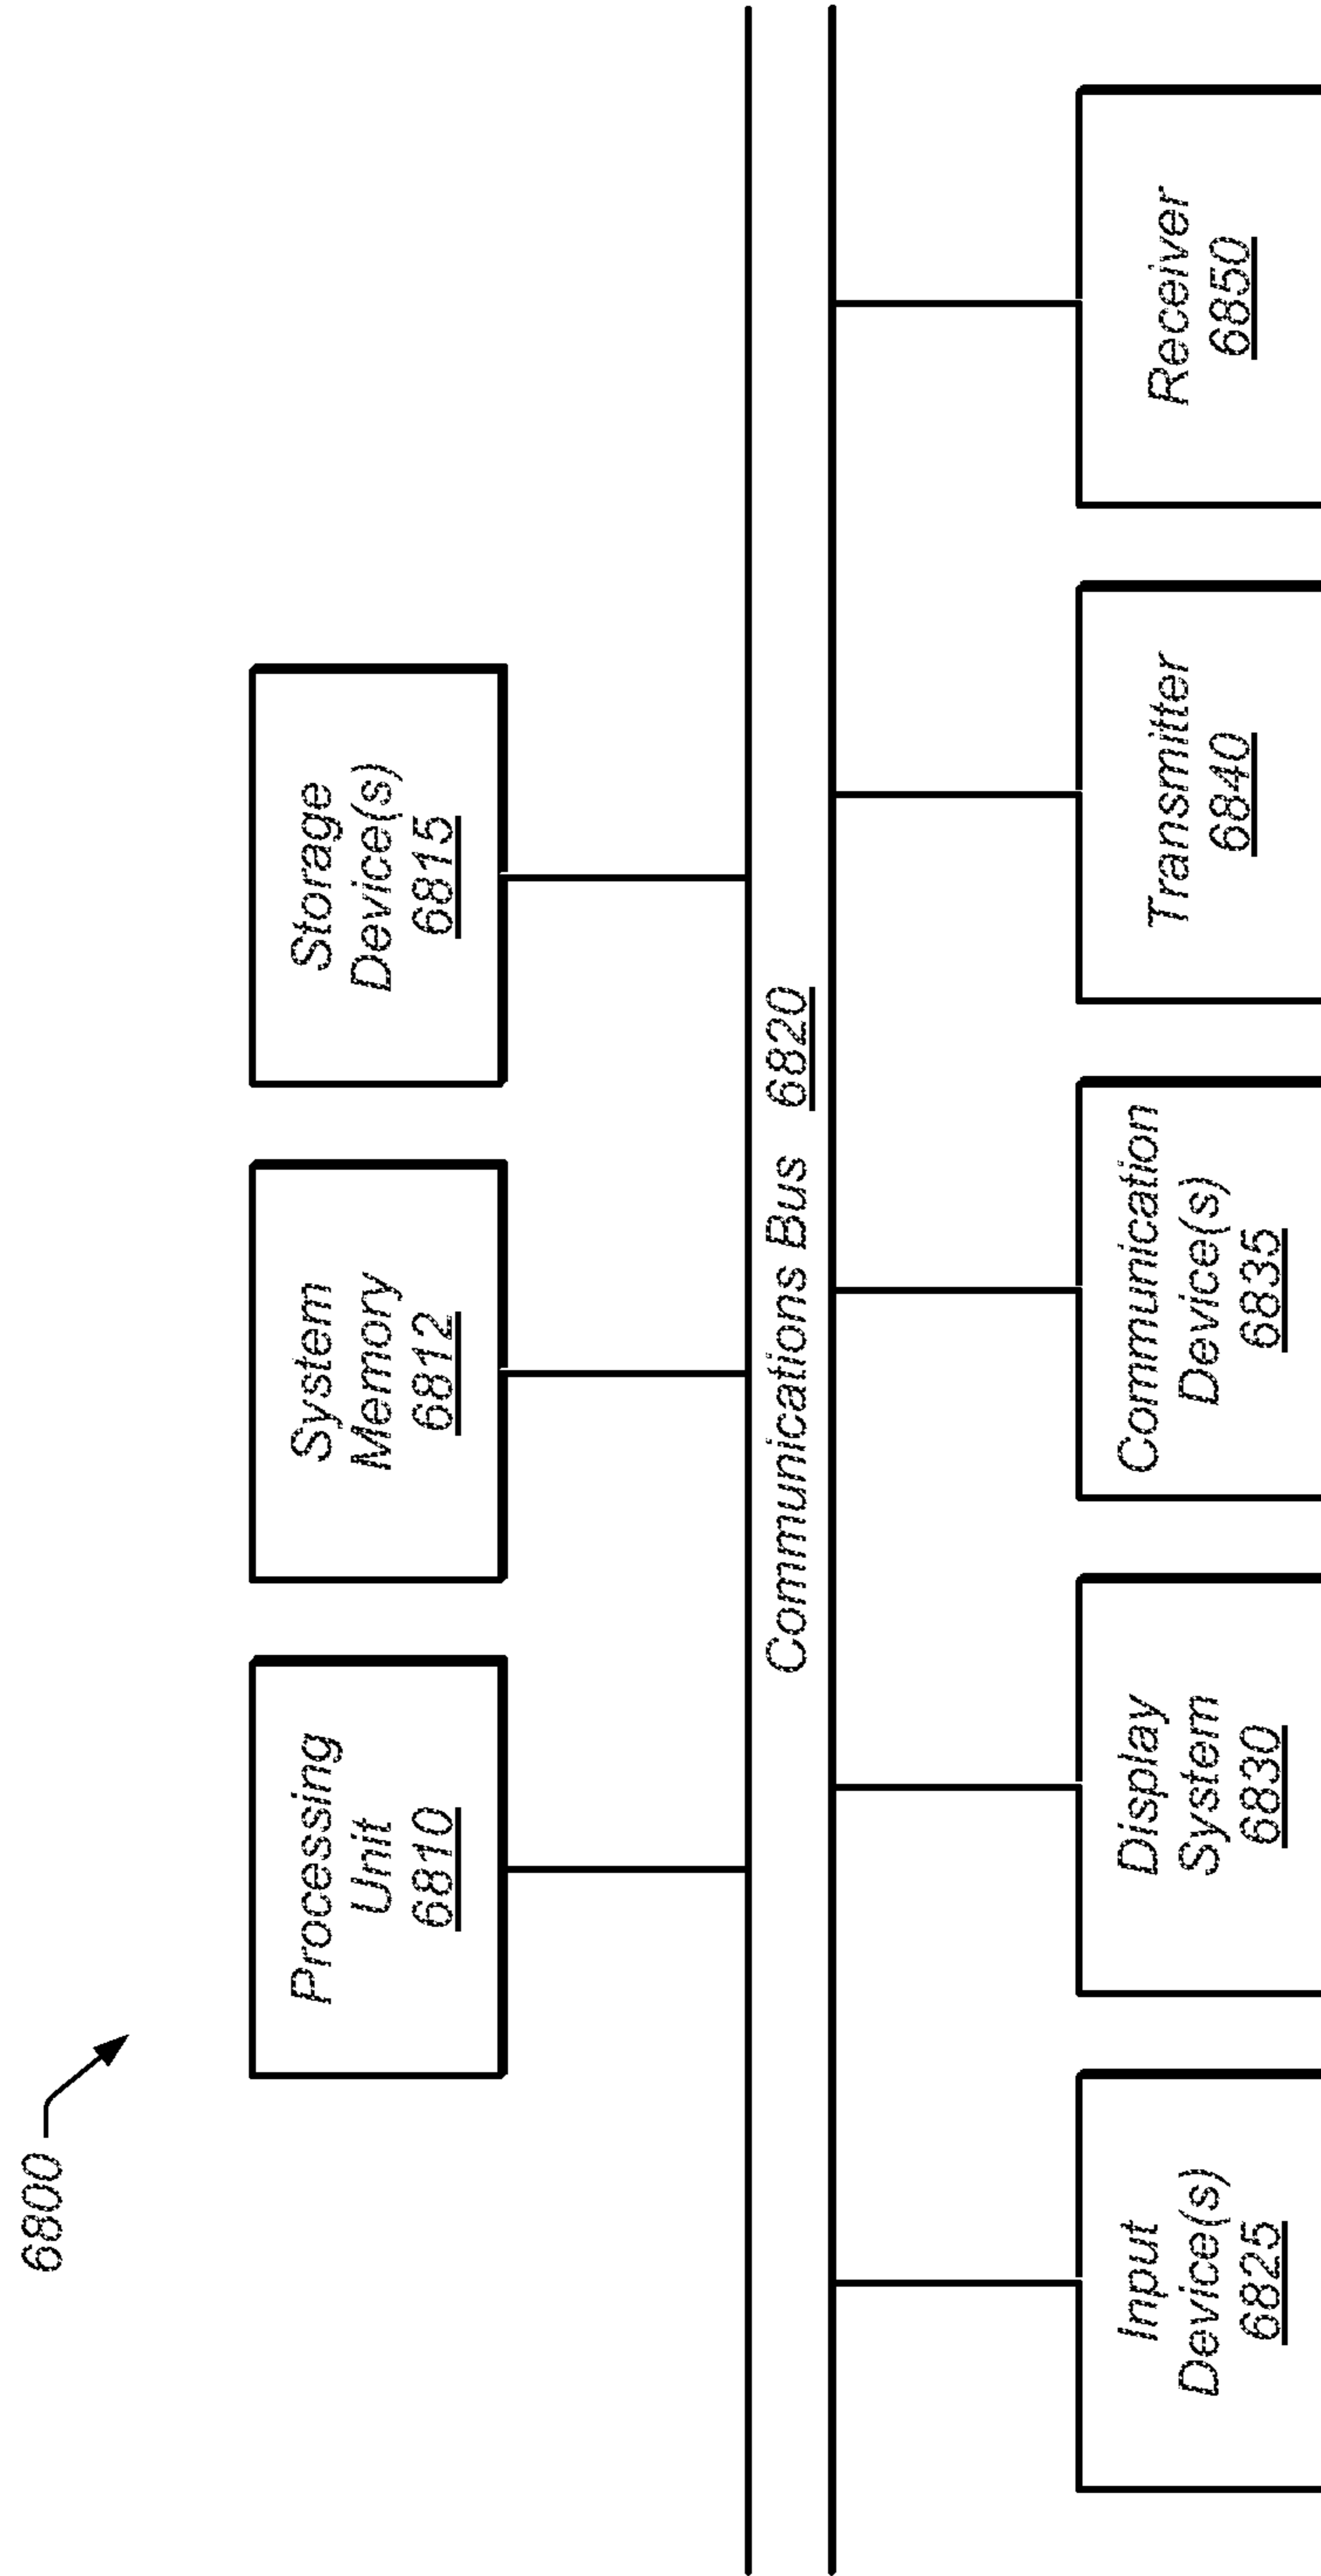 6800
Processing
Unit
6810
System
Memory
6812
Storage
Device(s)
6815
Communications Bus 6820
Input
Device(s)
6825
Display
System
6830
Communication
Device(s)
6835
Transmitter
6840
Receiver
6850